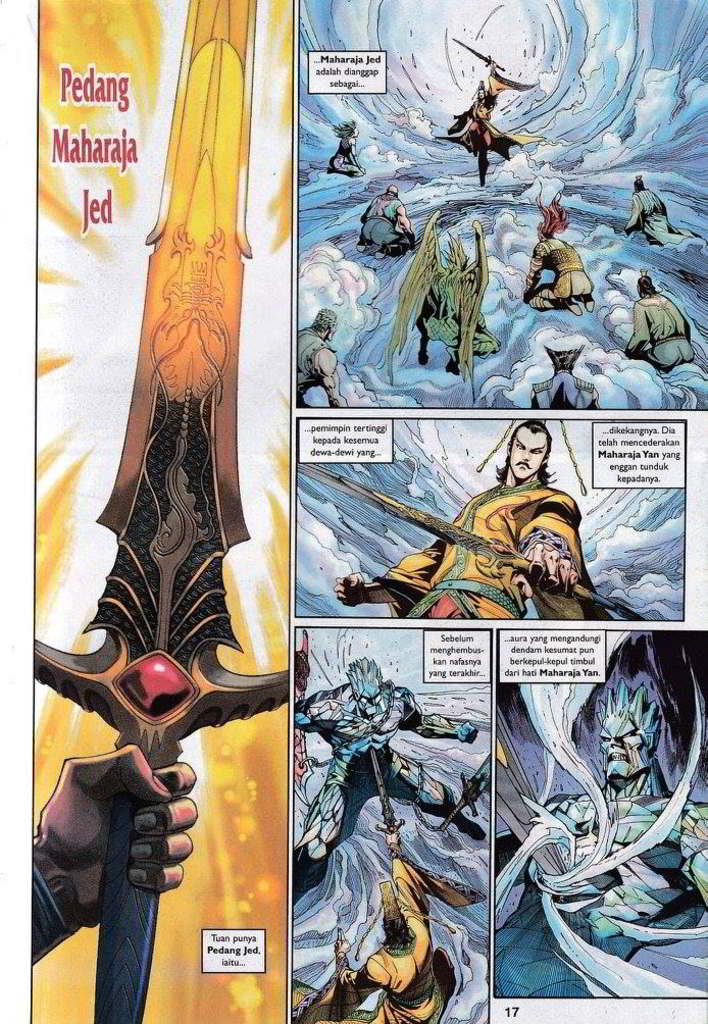 Pedang
Maharaja
Jed
Tuan punya
Pedang Jed,
iaitu...
...Maharaja Jed
adalah dianggap
sebagai...
...pemimpin tertinggi
kepada kesemua
dewa-dewi yang...
...dikekangnya. Dia
telah mencederakan
Maharaja Yan yang
enggan tunduk
kepadanya.
Sebelum
menghembus-
kan nafasnya
yang terakhir...
...aura yang mengandungi
dendam kesumat pun
berkepul-kepul timbul
dari hati Maharaja Yan.
17